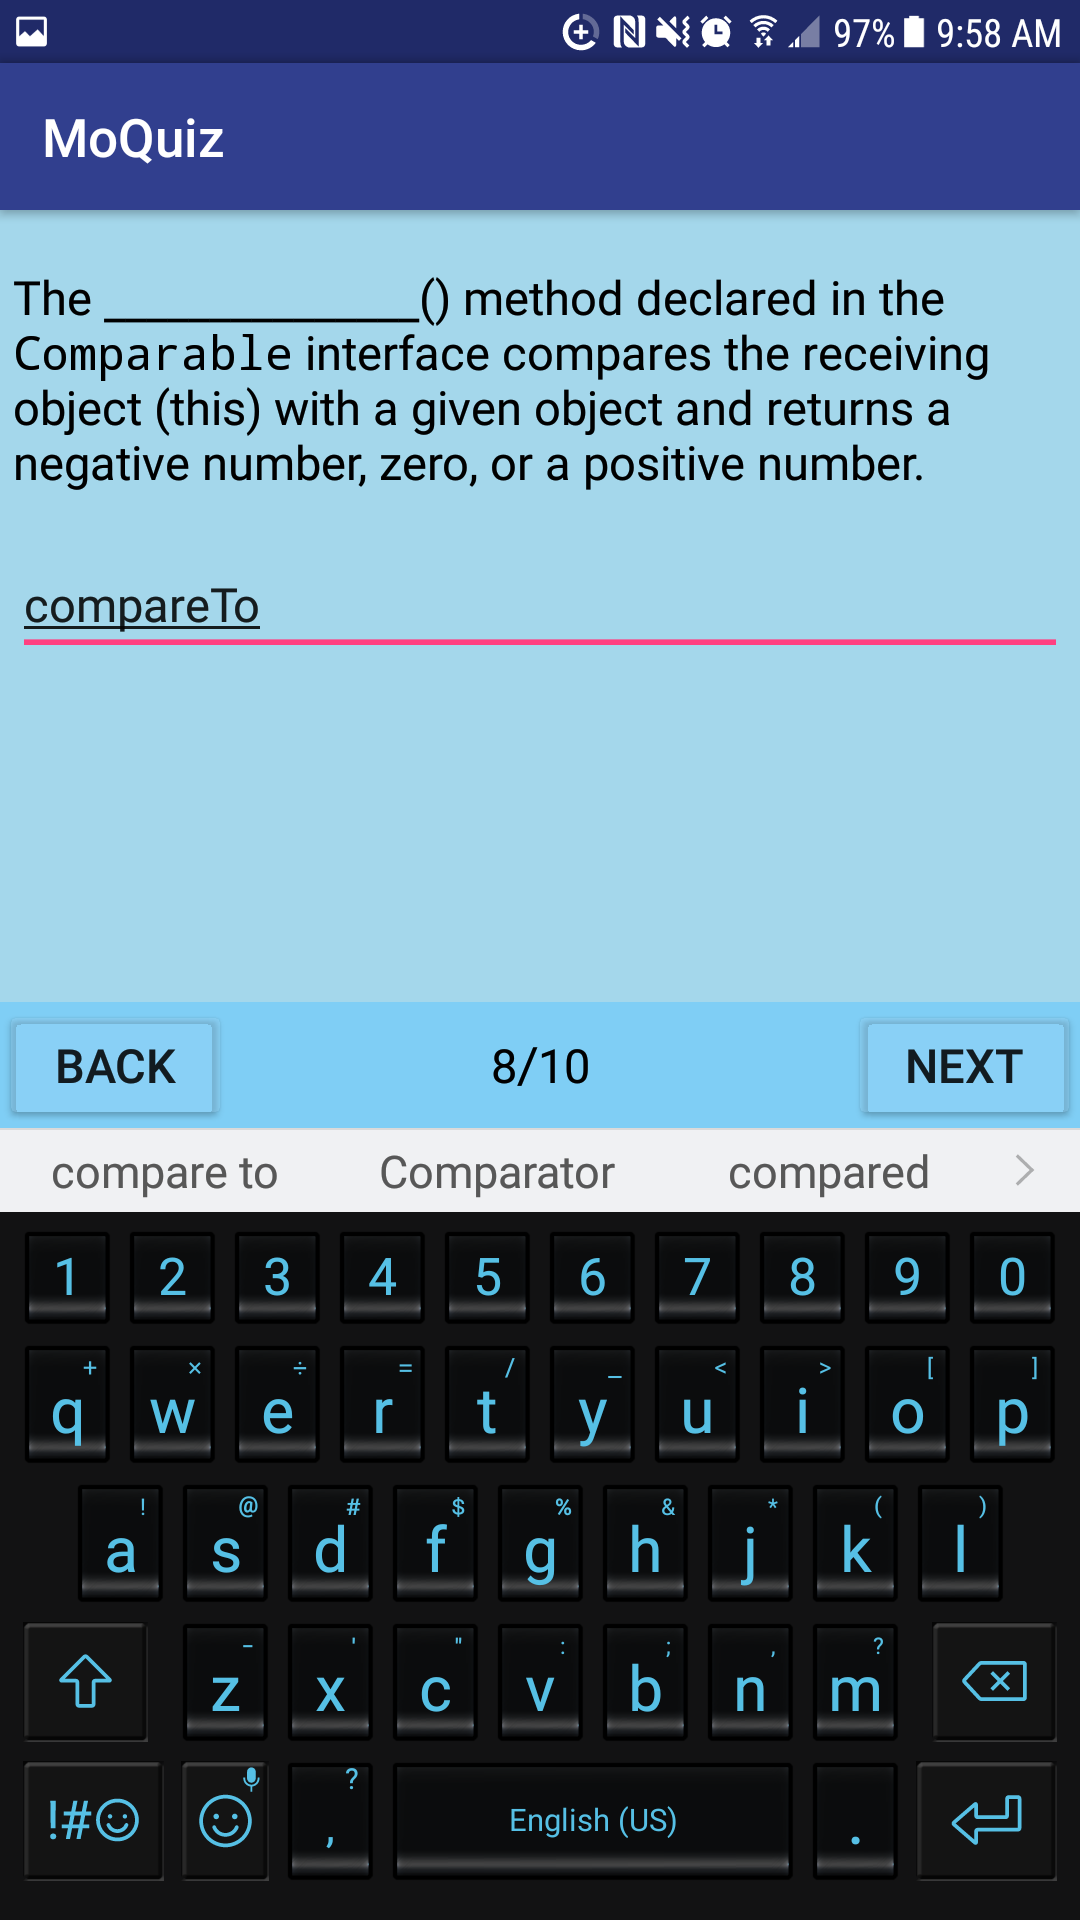 97% 9:58 AM
MoQuiz
The _____________() method declared in the
Comparable interface compares the receiving
object (this) with a given object and returns a
negative number, zero, or a positive number.
compareTo
BACK 8/10 NEXT
compare to Comparator compared
1 2 3 4 5 6 7 8 9 0
+ × ÷ = / _ < > [ ]
q w e r t y u i o p
! @ # $ % & * ( )
a s d f g h j k l
- ' " : ; , ?
z x c v b n m
?
!#☺ , English (US) .